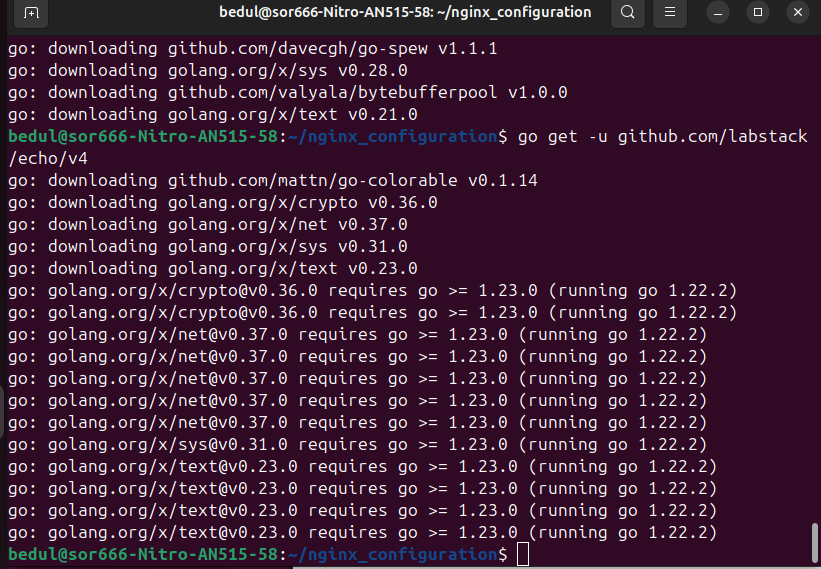 bedul@sor666-Nitro-AN515-58: ~/nginx_configuration
go: downloading github.com/davecgh/go-spew v1.1.1
go: downloading golang.org/x/sys v0.28.0
go: downloading github.com/valyala/bytebufferpool v1.0.0
go: downloading golang.org/x/text v0.21.0
bedul@sor666-Nitro-AN515-58:~/nginx_configuration$ go get -u github.com/labstack
/echo/v4
go: downloading github.com/mattn/go-colorable v0.1.14
go: downloading golang.org/x/crypto v0.36.0
go: downloading golang.org/x/net v0.37.0
go: downloading golang.org/x/sys v0.31.0
go: downloading golang.org/x/text v0.23.0
go: golang.org/x/crypto@v0.36.0 requires go >= 1.23.0 (running go 1.22.2)
go: golang.org/x/crypto@v0.36.0 requires go >= 1.23.0 (running go 1.22.2)
go: golang.org/x/net@v0.37.0 requires go >= 1.23.0 (running go 1.22.2)
go: golang.org/x/net@v0.37.0 requires go >= 1.23.0 (running go 1.22.2)
go: golang.org/x/net@v0.37.0 requires go >= 1.23.0 (running go 1.22.2)
go: golang.org/x/net@v0.37.0 requires go >= 1.23.0 (running go 1.22.2)
go: golang.org/x/net@v0.37.0 requires go >= 1.23.0 (running go 1.22.2)
go: golang.org/x/sys@v0.31.0 requires go >= 1.23.0 (running go 1.22.2)
go: golang.org/x/text@v0.23.0 requires go >= 1.23.0 (running go 1.22.2)
go: golang.org/x/text@v0.23.0 requires go >= 1.23.0 (running go 1.22.2)
go: golang.org/x/text@v0.23.0 requires go >= 1.23.0 (running go 1.22.2)
go: golang.org/x/text@v0.23.0 requires go >= 1.23.0 (running go 1.22.2)
bedul@sor666-Nitro-AN515-58:~/nginx_configuration$